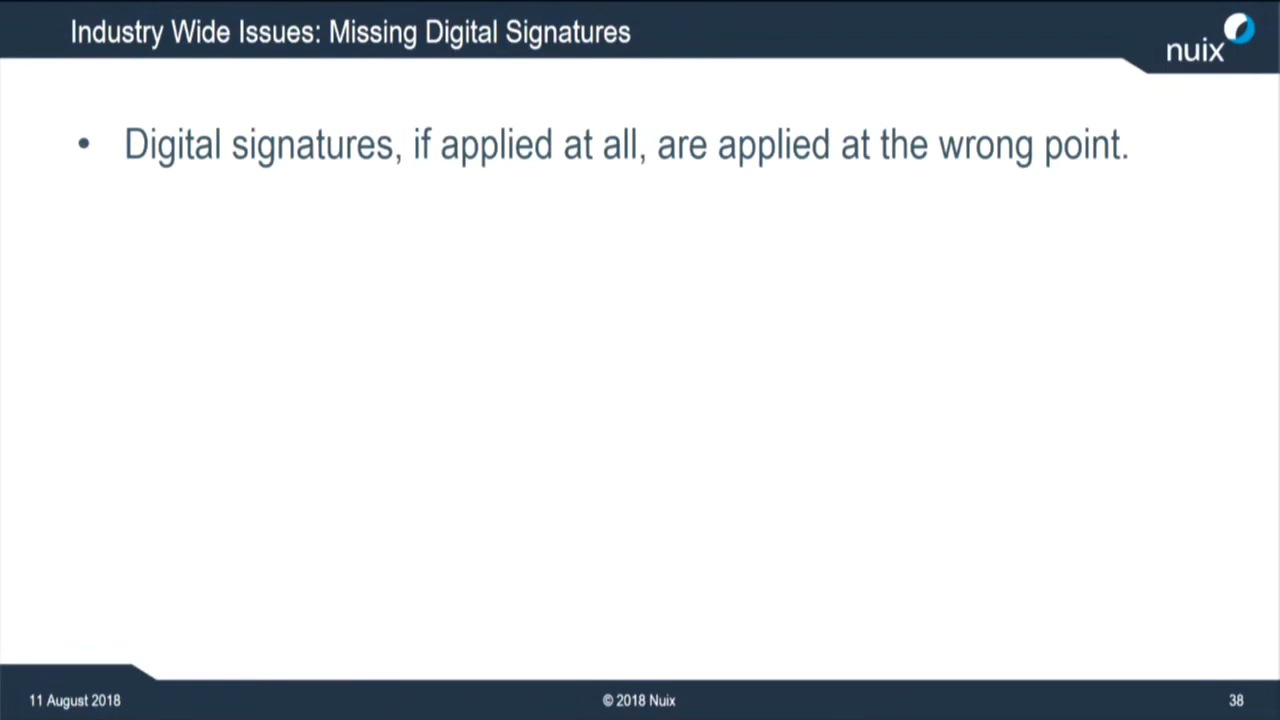 Industry Wide Issues: Missing Digital Signatures
nuix
• Digital signatures, if applied at all, are applied at the wrong point.
11 August 2018
© 2018 Nuix
38